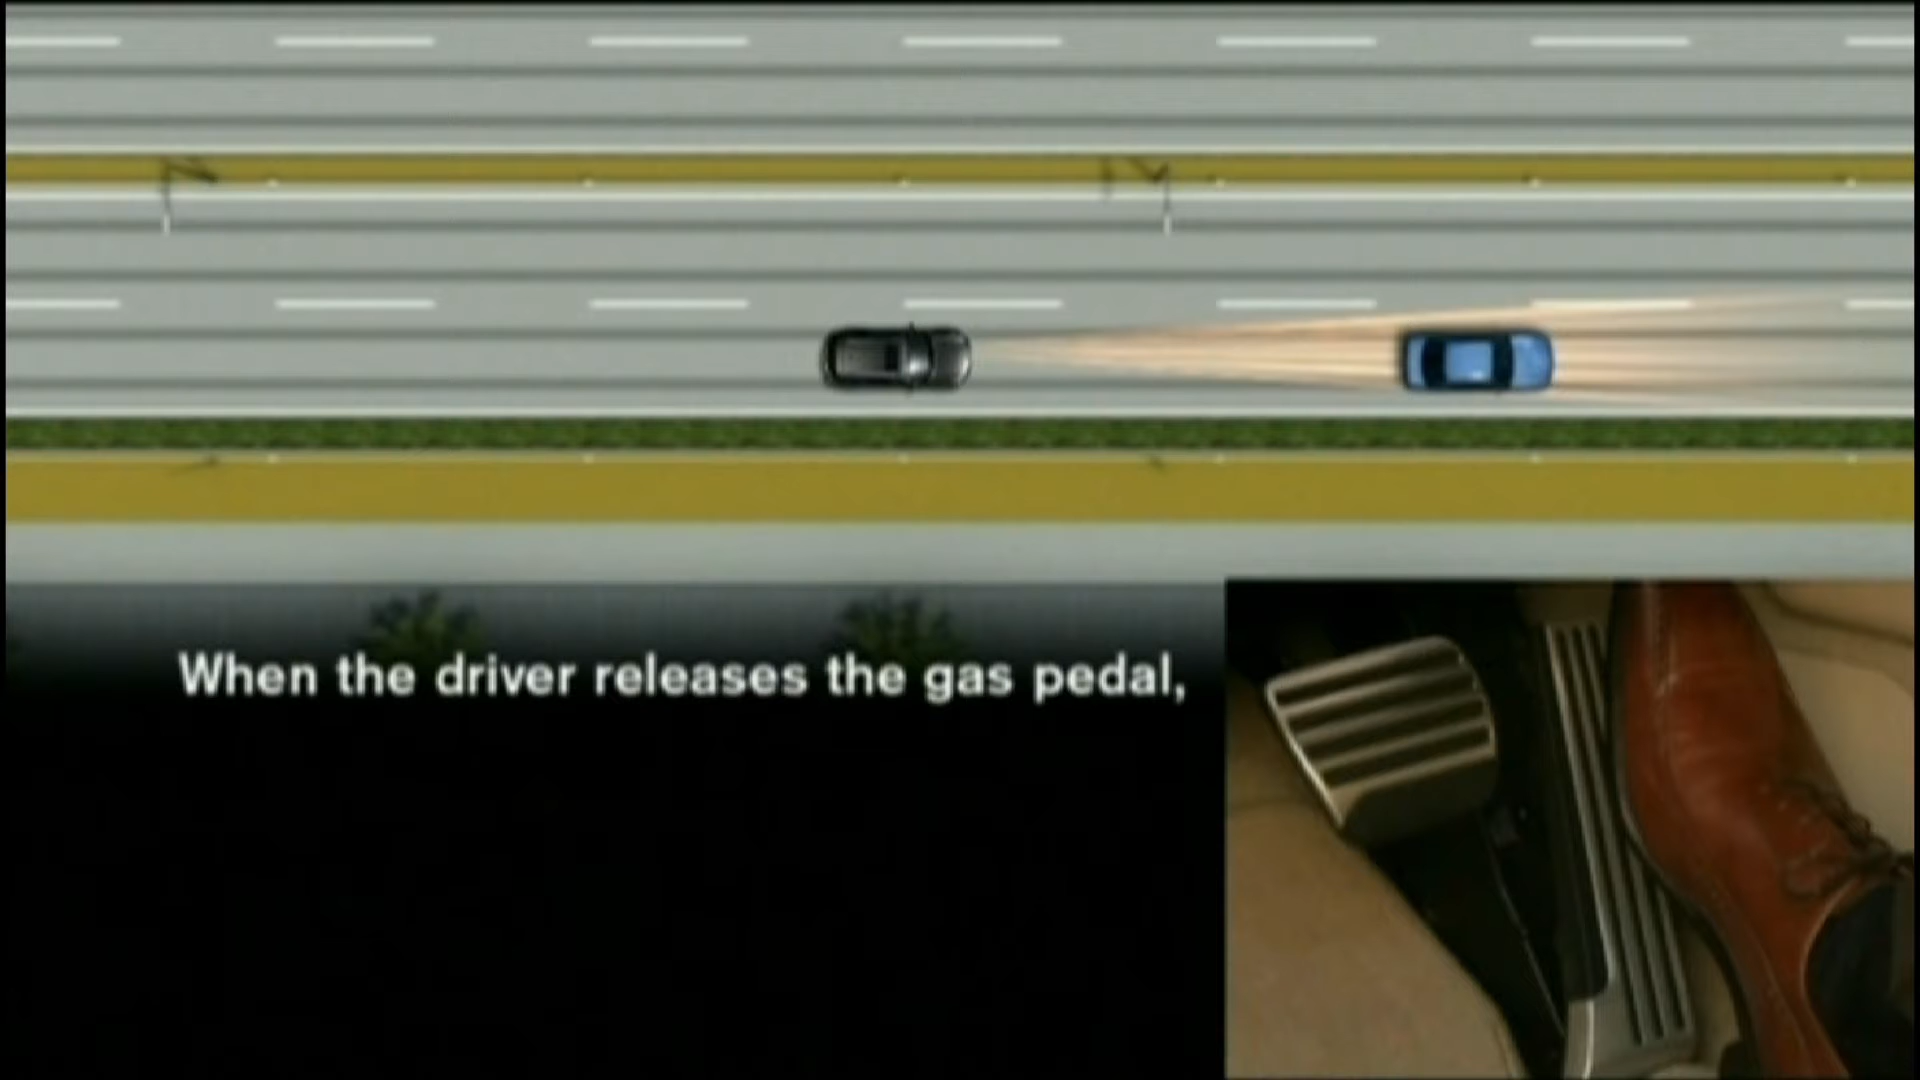 When the driver releases the gas pedal,